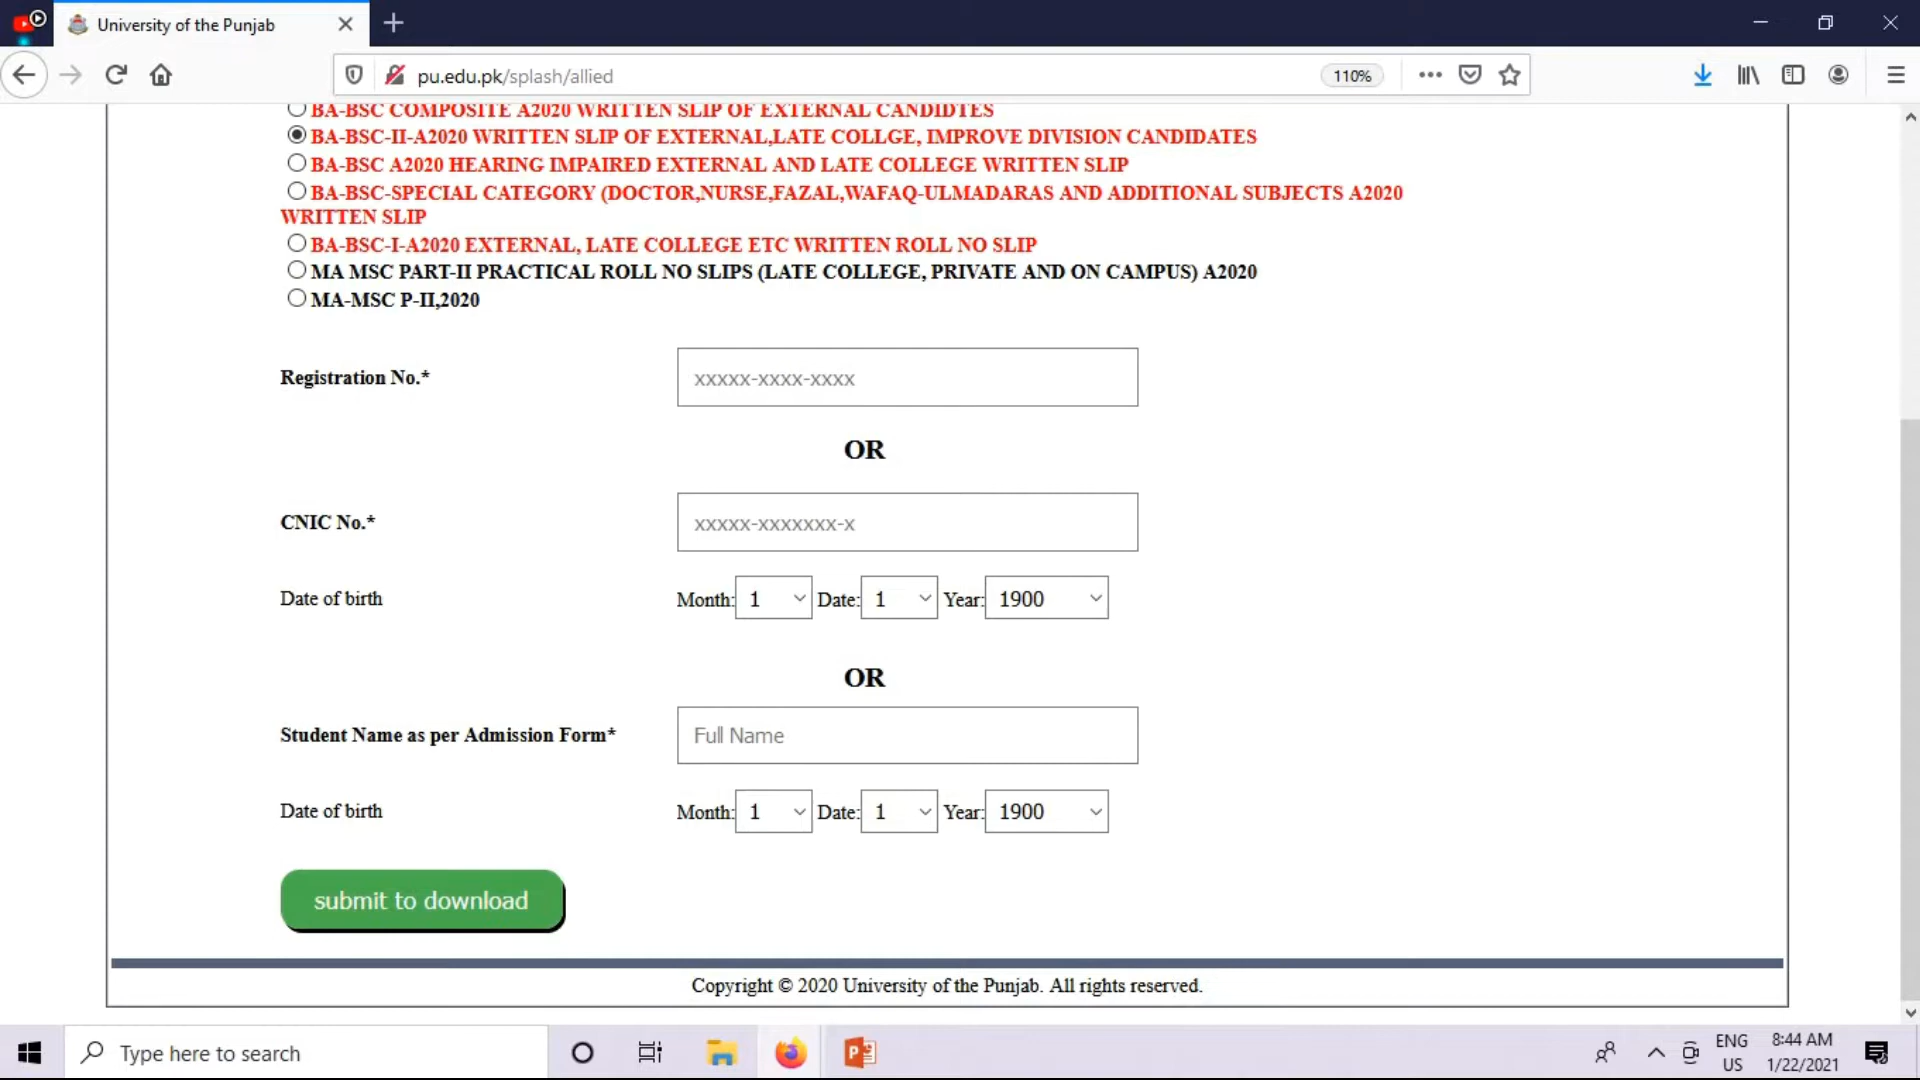 University of the Punjab
pu.edu.pk/splash/allied
110%
BA-BSC COMPOSITE A2020 WRITTEN SLIP OF EXTERNAL CANDIDTES
BA-BSC-II-A2020 WRITTEN SLIP OF EXTERNAL,LATE COLLGE, IMPROVE DIVISION CANDIDATES
BA-BSC A2020 HEARING IMPAIRED EXTERNAL AND LATE COLLEGE WRITTEN SLIP
BA-BSC-SPECIAL CATEGORY (DOCTOR,NURSE,FAZAL,WAFAQ-ULMADARAS AND ADDITIONAL SUBJECTS A2020
WRITTEN SLIP
BA-BSC-I-A2020 EXTERNAL, LATE COLLEGE ETC WRITTEN ROLL NO SLIP
MA MSC PART-II PRACTICAL ROLL NO SLIPS (LATE COLLEGE, PRIVATE AND ON CAMPUS) A2020
MA-MSC P-II,2020
Registration No.* xxxxx-xxxx-xxxx
OR
CNIC No.* xxxxx-xxxxxxx-x
Date of birth Month: 1 Date: 1 Year: 1900
OR
Student Name as per Admission Form* Full Name
Date of birth Month: 1 Date: 1 Year: 1900
submit to download
Copyright © 2020 University of the Punjab. All rights reserved.
Type here to search
ENG
US
8:44 AM
1/22/2021